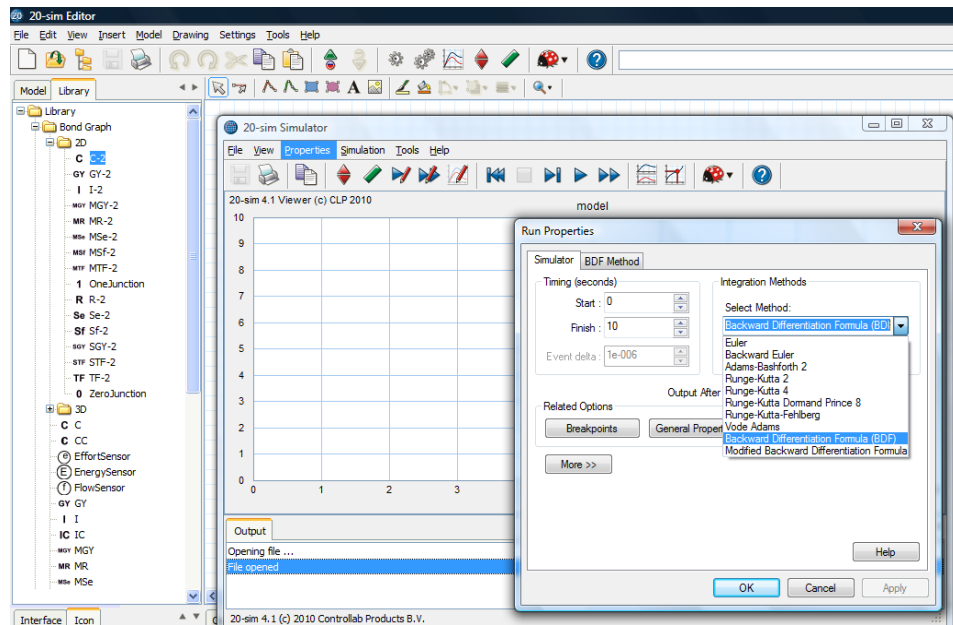 20-sim Editor
File Edit View Insert Model Drawing Settings Tools Help
Model Library
Library
Bond Graph
2D
C C-2
GY GY-2
I I-2
MGY MGY-2
MR MR-2
MSe MSe-2
MSf MSf-2
MTF MTF-2
1 OneJunction
R R-2
Se Se-2
Sf Sf-2
SGY SGY-2
STF STF-2
TF TF-2
0 ZeroJunction
3D
C C
C CC
e EffortSensor
E EnergySensor
f FlowSensor
GY GY
I I
IC IC
MGY MGY
MR MR
MSe MSe
Interface Icon
20-sim Simulator
File View Properties Simulation Tools Help
20-sim 4.1 Viewer (c) CLP 2010
model
10
9
8
7
6
5
4
3
2
1
0
0 1 2 3
Output
Opening file ...
File opened
20-sim 4.1 (c) 2010 Controllab Products B.V.
Run Properties
Simulator BDF Method
Timing (seconds)
Start : 0
Finish : 10
Event delta : 1e-006
Integration Methods
Select Method:
Backward Differentiation Formula (BD
Euler
Backward Euler
Adams-Bashforth 2
Runge-Kutta 2
Runge-Kutta 4
Runge-Kutta Dormand Prince 8
Runge-Kutta-Fehlberg
Vode Adams
Backward Differentiation Formula (BDF)
Modified Backward Differentiation Formula
Output After
Related Options
Breakpoints General Proper
More >>
Help
OK Cancel Apply